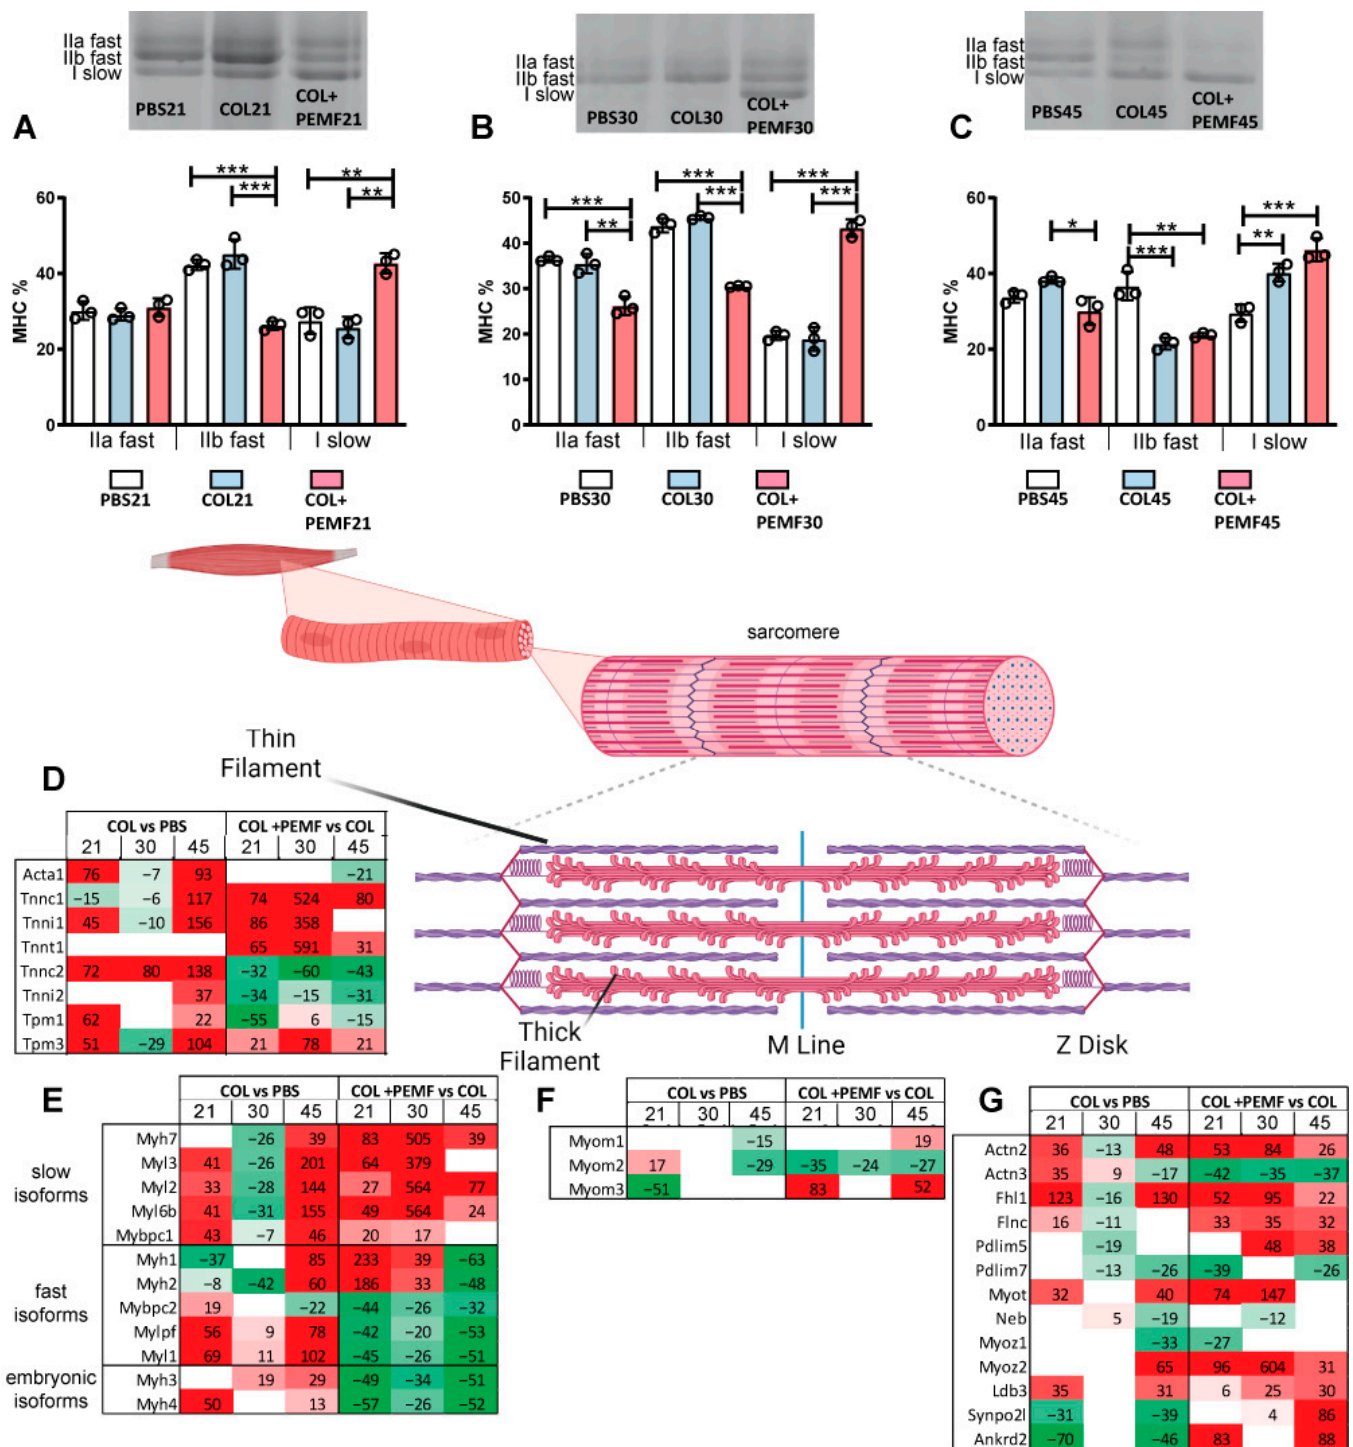 IIa fast
IIb fast
I slow
PBS21 COL21 COL+ PEMF21
IIa fast
IIb fast
I slow
PBS30 COL30 COL+ PEMF30
IIa fast
IIb fast
I slow
PBS45 COL45 COL+ PEMF45
A
MHC %
60
40
20
0
*** *** ** **
IIa fast IIb fast I slow
PBS21 COL21 COL+ PEMF21
B
MHC %
50
40
30
20
10
0
*** ** *** *** *** ***
IIa fast IIb fast I slow
PBS30 COL30 COL+ PEMF30
C
MHC %
60
40
20
0
* *** ** ** ***
IIa fast IIb fast I slow
PBS45 COL45 COL+ PEMF45
sarcomere
Thin
Filament
Thick
Filament
M Line
Z Disk
D
COL vs PBS COL +PEMF vs COL
21 30 45 21 30 45
Acta1 76 −7 93 −21
Tnnc1 −15 −6 117 74 524 80
Tnni1 45 −10 156 86 358
Tnnt1 65 591 31
Tnnc2 72 80 138 −32 −60 −43
Tnni2 37 −34 −15 −31
Tpm1 62 22 −55 6 −15
Tpm3 51 −29 104 21 78 21
E
COL vs PBS COL +PEMF vs COL
21 30 45 21 30 45
slow
isoforms
Myh7 −26 39 83 505 39
Myl3 41 −26 201 64 379
Myl2 33 −28 144 27 564 77
Myl6b 41 −31 155 49 564 24
Mybpc1 43 −7 46 20 17
fast
isoforms
Myh1 −37 85 233 39 −63
Myh2 −8 −42 60 186 33 −48
Mybpc2 19 −22 −44 −26 −32
Mylpf 56 9 78 −42 −20 −53
Myl1 69 11 102 −45 −26 −51
embryonic
isoforms
Myh3 19 29 −49 −34 −51
Myh4 50 13 −57 −26 −52
F
COL vs PBS COL +PEMF vs COL
21 30 45 21 30 45
Myom1 −15 19
Myom2 17 −29 −35 −24 −27
Myom3 −51 83 52
G
COL vs PBS COL +PEMF vs COL
21 30 45 21 30 45
Actn2 36 −13 48 53 84 26
Actn3 35 9 −17 −42 −35 −37
Fhl1 123 −16 130 52 95 22
Flnc 16 −11 33 35 32
Pdlim5 −19 48 38
Pdlim7 −13 −26 −39 −26
Myot 32 40 74 147
Neb 5 −19 −12
Myoz1 −33 −27
Myoz2 65 96 604 31
Ldb3 35 31 6 25 30
Synpo2l −31 −39 4 86
Ankrd2 −70 −46 83 88